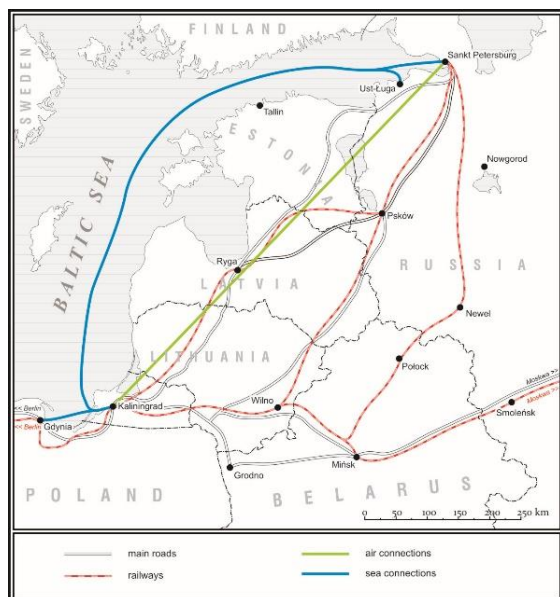 FINLAND
SWEDEN
Sankt Petersburg
Ust-Ługa
Tallin
ESTONIA
Nowgorod
BALTIC SEA
Psków
Ryga
LATVIA
RUSSIA
Newel
LITHUANIA
Połock
Kaliningrad
Wilno
Moskwa >>
Moskwa >>
Smoleńsk
<< Berlin
<< Berlin
Gdynia
Mińsk
Grodno
POLAND
BELARUS
0 50 100 150 200 250 km
main roads
air connections
railways
sea connections